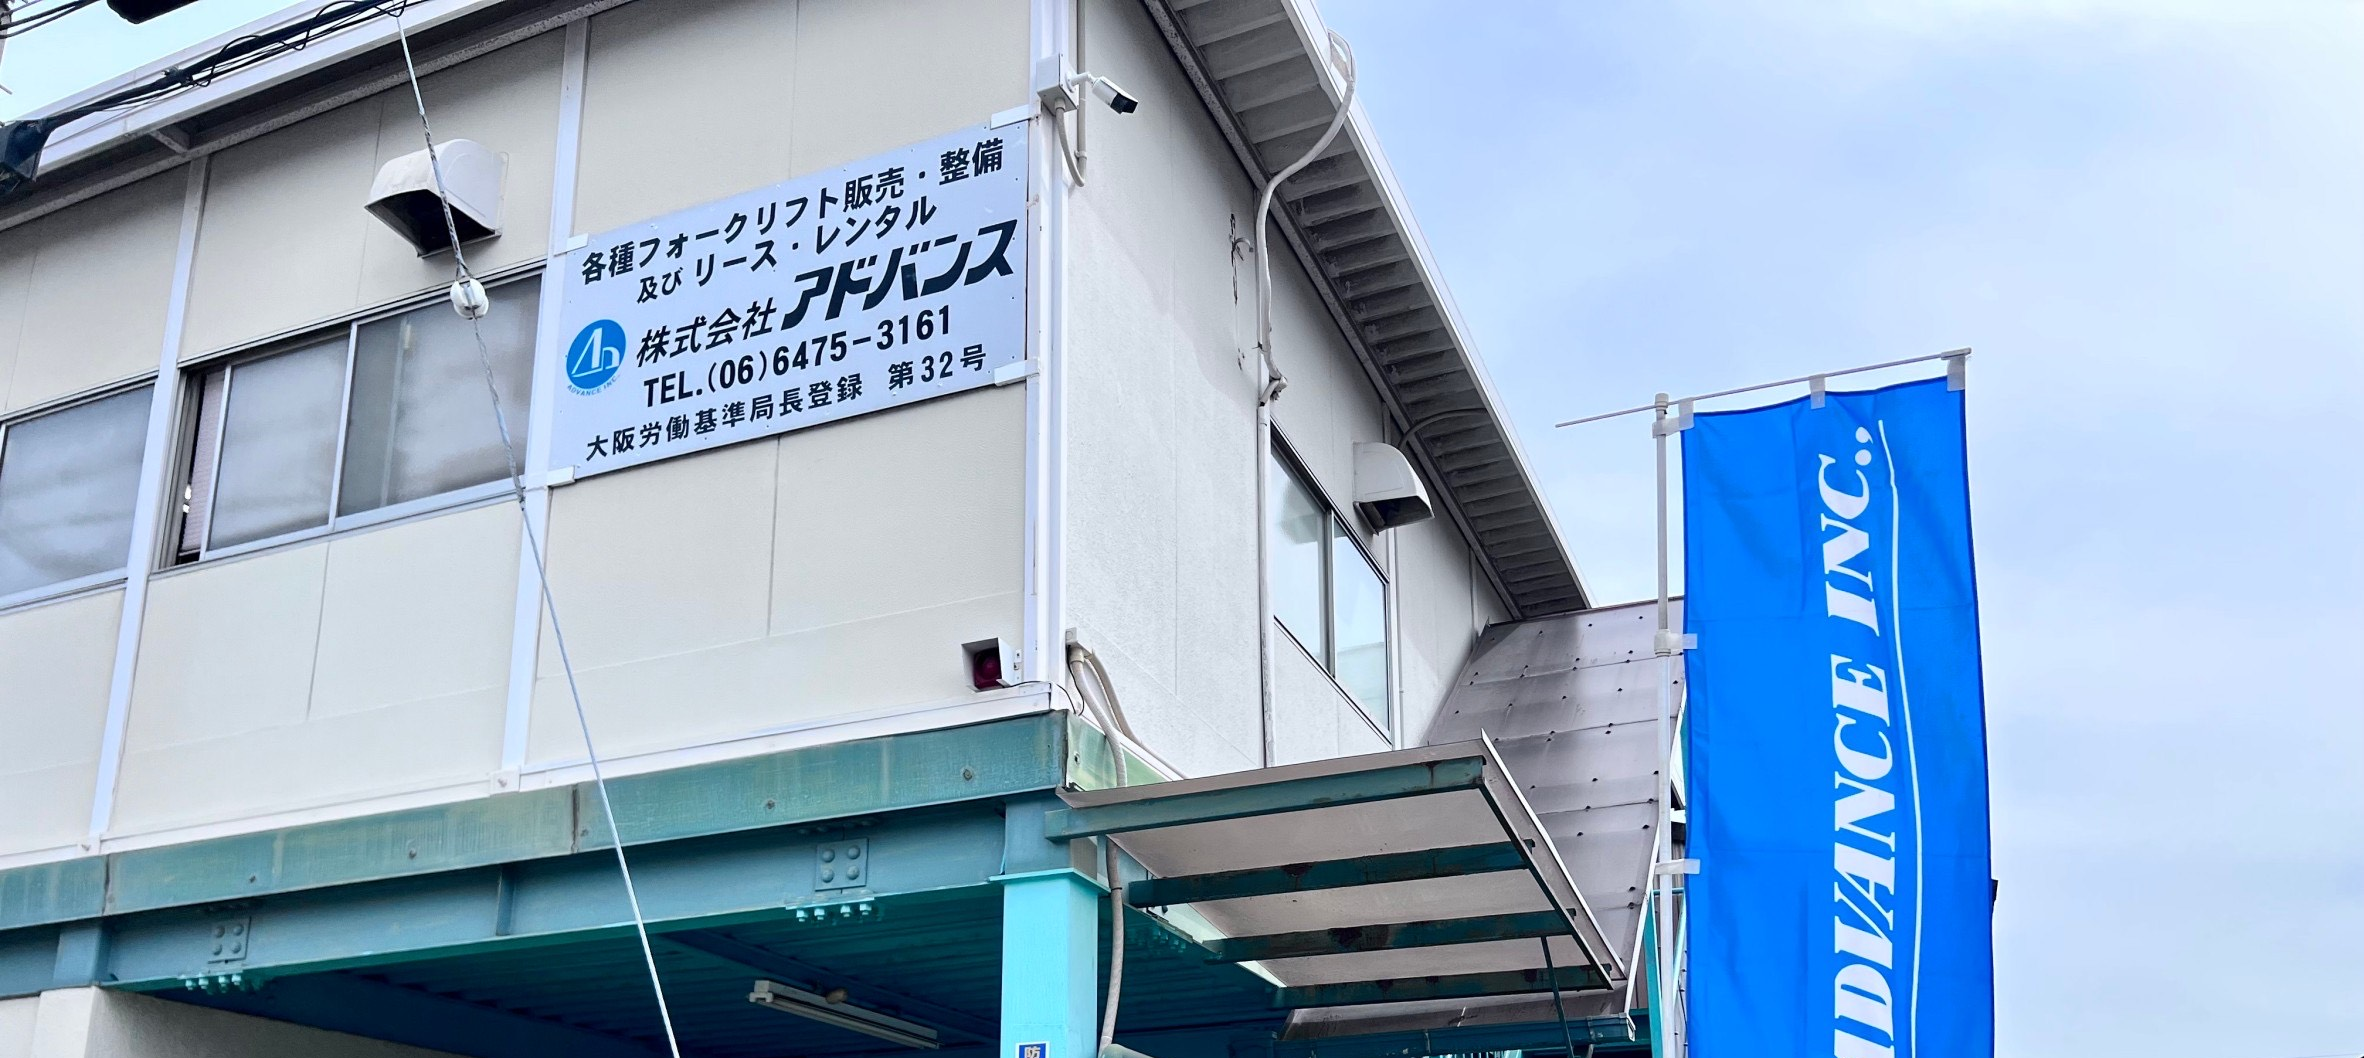 各種フォークリフト販売・整備
及び リース・レンタル
株式会社 アドバンス
TEL.(06)6475-3161
大阪労働基準局長登録 第32号
AD
ADVANCE INC.
ADVANCE INC.,
防